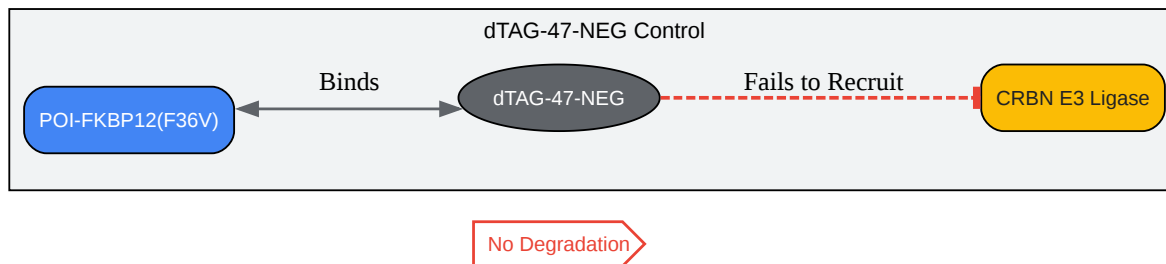 dTAG-47-NEG Control
Binds
Fails to Recruit
POI-FKBP12(F36V)
dTAG-47-NEG
CRBN E3 Ligase
No Degradation